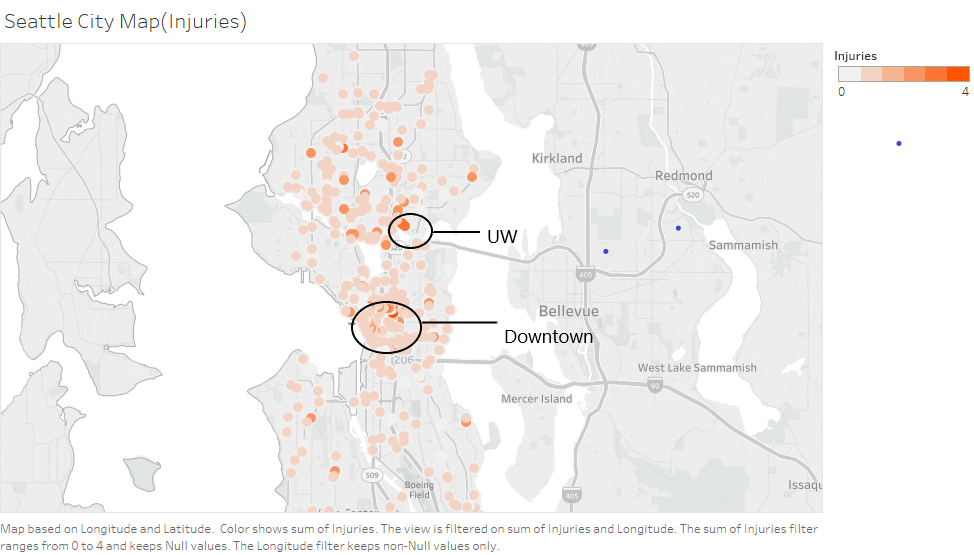 Seattle City Map(Injuries)
Injuries
0 4
Kirkland
Redmond
520
UW
Sammamish
405
Bellevue
Downtown
West Lake Sammamish
90
Mercer Island
509
Boeing
Field
Issaqu
405
Map based on Longitude and Latitude. Color shows sum of Injuries. The view is filtered on sum of Injuries and Longitude. The sum of Injuries filter
ranges from 0 to 4 and keeps Null values. The Longitude filter keeps non-Null values only.